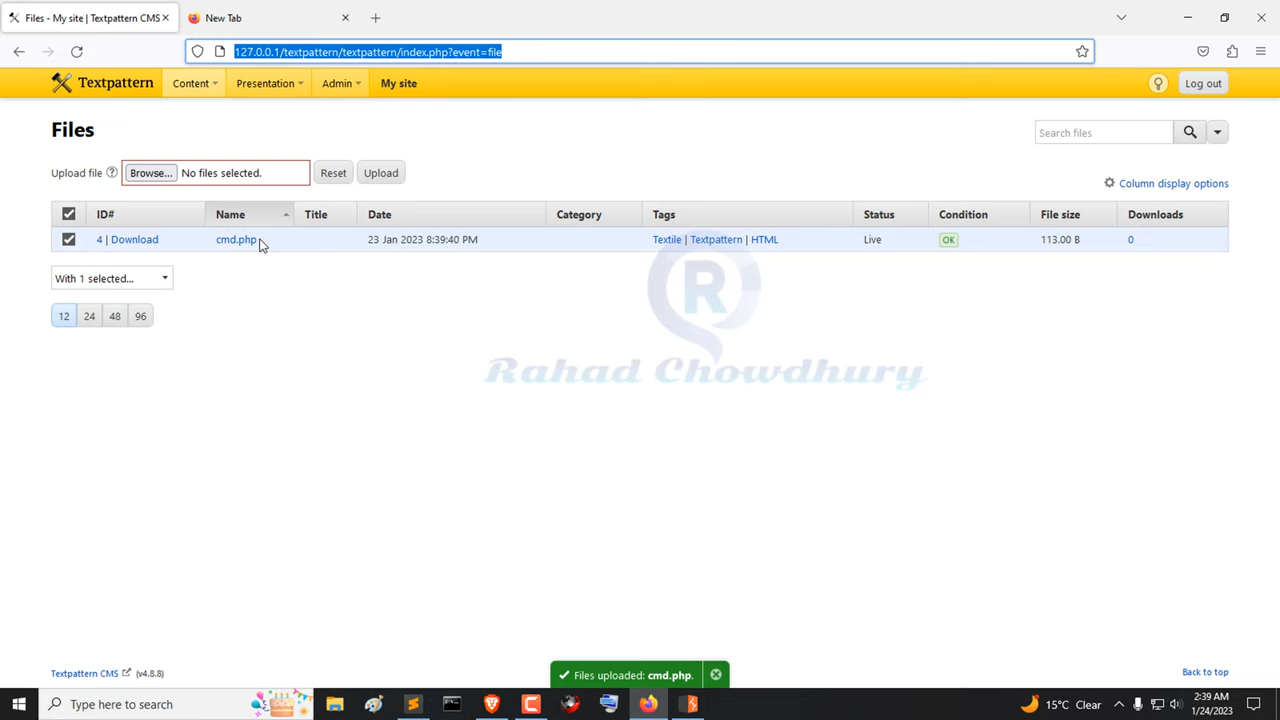 Files - My site | Textpattern CMS
New Tab
127.0.0.1/textpattern/textpattern/index.php?event=file
Textpattern Content Presentation Admin My site Log out
Files
Search files
Upload file ? Browse... No files selected. Reset Upload
Column display options
ID# Name Title Date Category Tags Status Condition File size Downloads
4 | Download cmd.php 23 Jan 2023 8:39:40 PM Textile | Textpattern | HTML Live OK 113.00 B 0
With 1 selected...
12 24 48 96
R
Rahad Chowdhury
Textpattern CMS (v4.8.8)
Files uploaded: cmd.php.
Back to top
Type here to search
15°C Clear
2:39 AM
1/24/2023